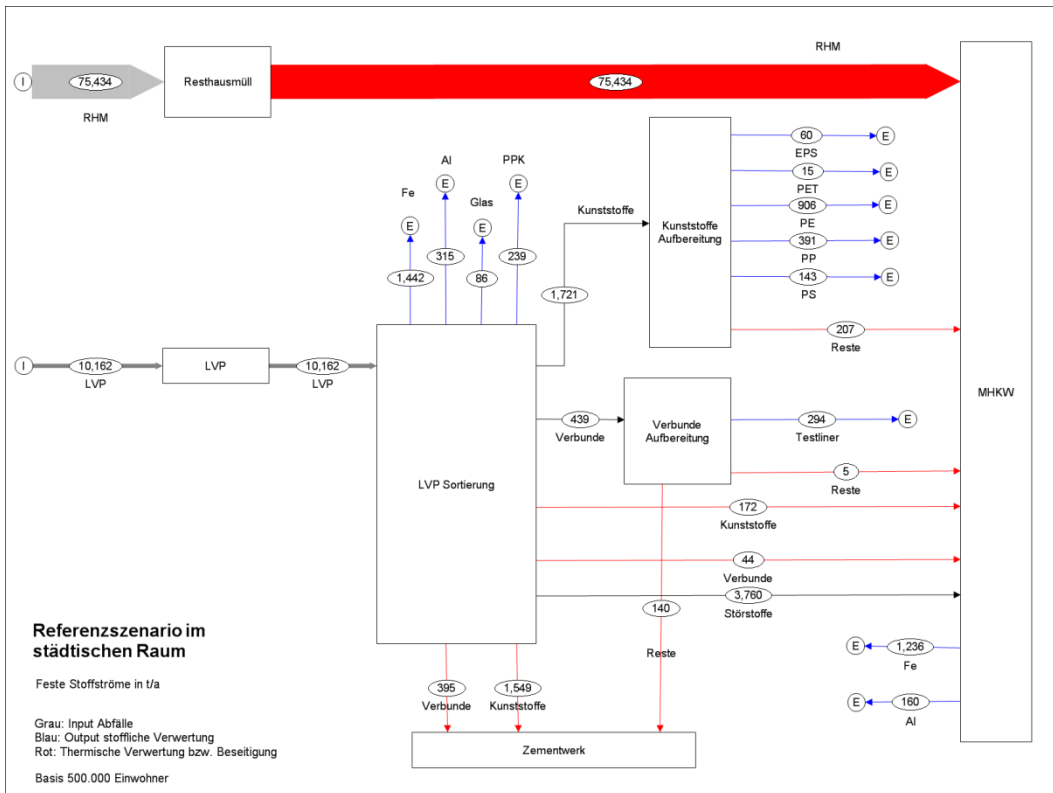 RHM
I
75,434
Resthausmüll
75,434
RHM
Fe
Al
Glas
PPK
E
E
E
E
1,442
315
86
239
Kunststoffe
1,721
Kunststoffe
Aufbereitung
60
E
EPS
15
E
PET
906
E
PE
391
E
PP
143
E
PS
207
Reste
I
10,162
LVP
LVP
10,162
LVP
LVP Sortierung
439
Verbunde
Verbunde
Aufbereitung
294
E
Testliner
5
Reste
172
Kunststoffe
44
Verbunde
3,760
Störstoffe
140
Reste
MHKW
E
1,236
Fe
E
160
Al
395
Verbunde
1,549
Kunststoffe
Zementwerk
Referenzszenario im
städtischen Raum
Feste Stoffströme in t/a
Grau: Input Abfälle
Blau: Output stoffliche Verwertung
Rot: Thermische Verwertung bzw. Beseitigung
Basis 500.000 Einwohner